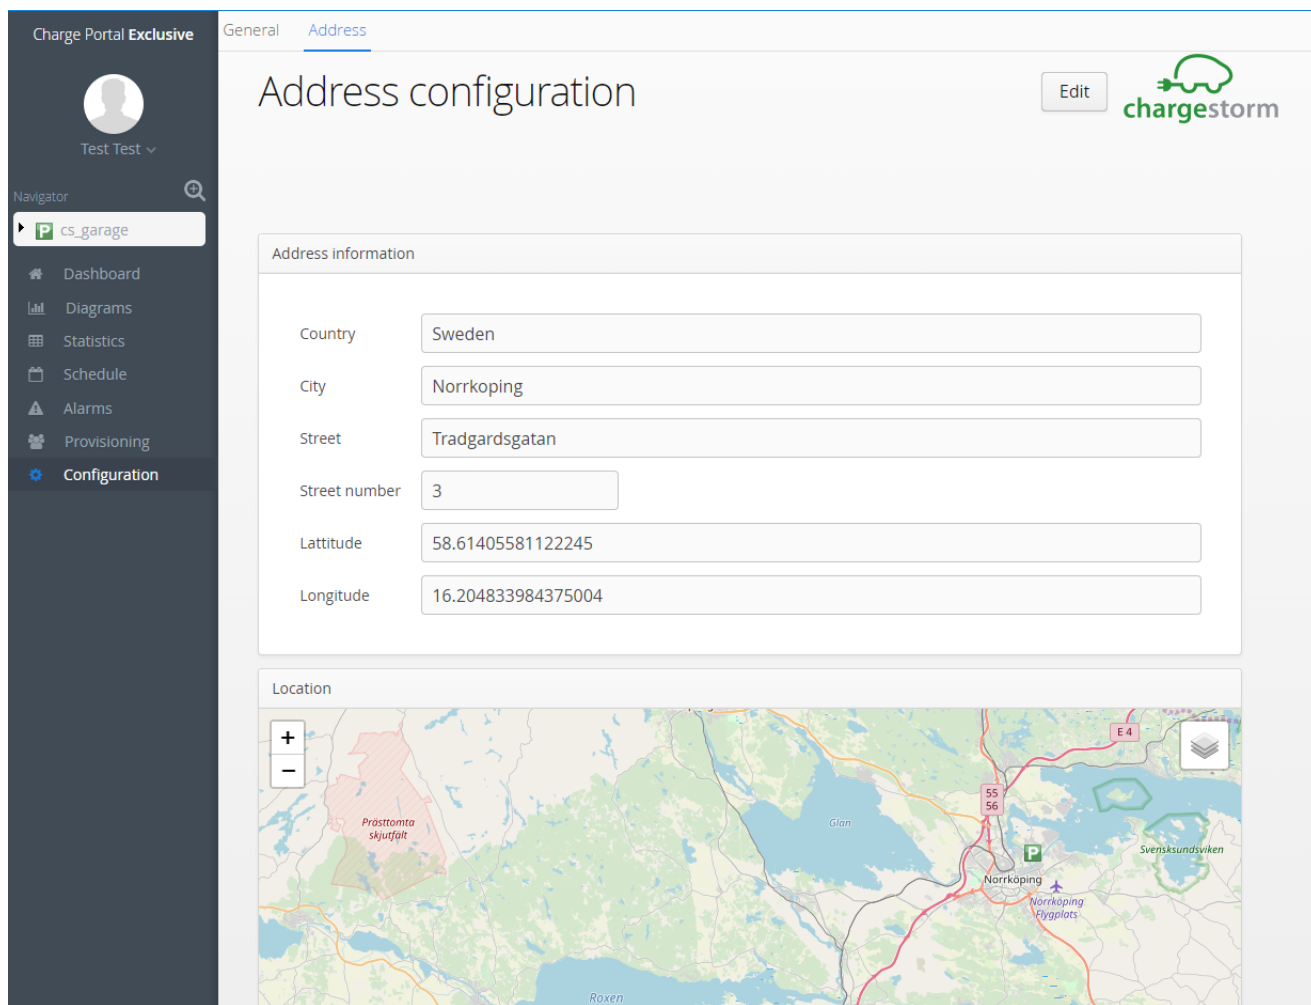 Charge Portal Exclusive
General Address
Address configuration
Edit
chargestorm
Test Test
Navigator
P cs_garage
Dashboard
Diagrams
Statistics
Schedule
Alarms
Provisioning
Configuration
Address information
Country Sweden
City Norrkoping
Street Tradgardsgatan
Street number 3
Lattitude 58.61405581122245
Longitude 16.204833984375004
Location
+
−
E 4
55
56
Prästtomta
skjutfält
Glan
P
Svensksundsviken
Norrköping
Norrköping
Flygplats
Roxen